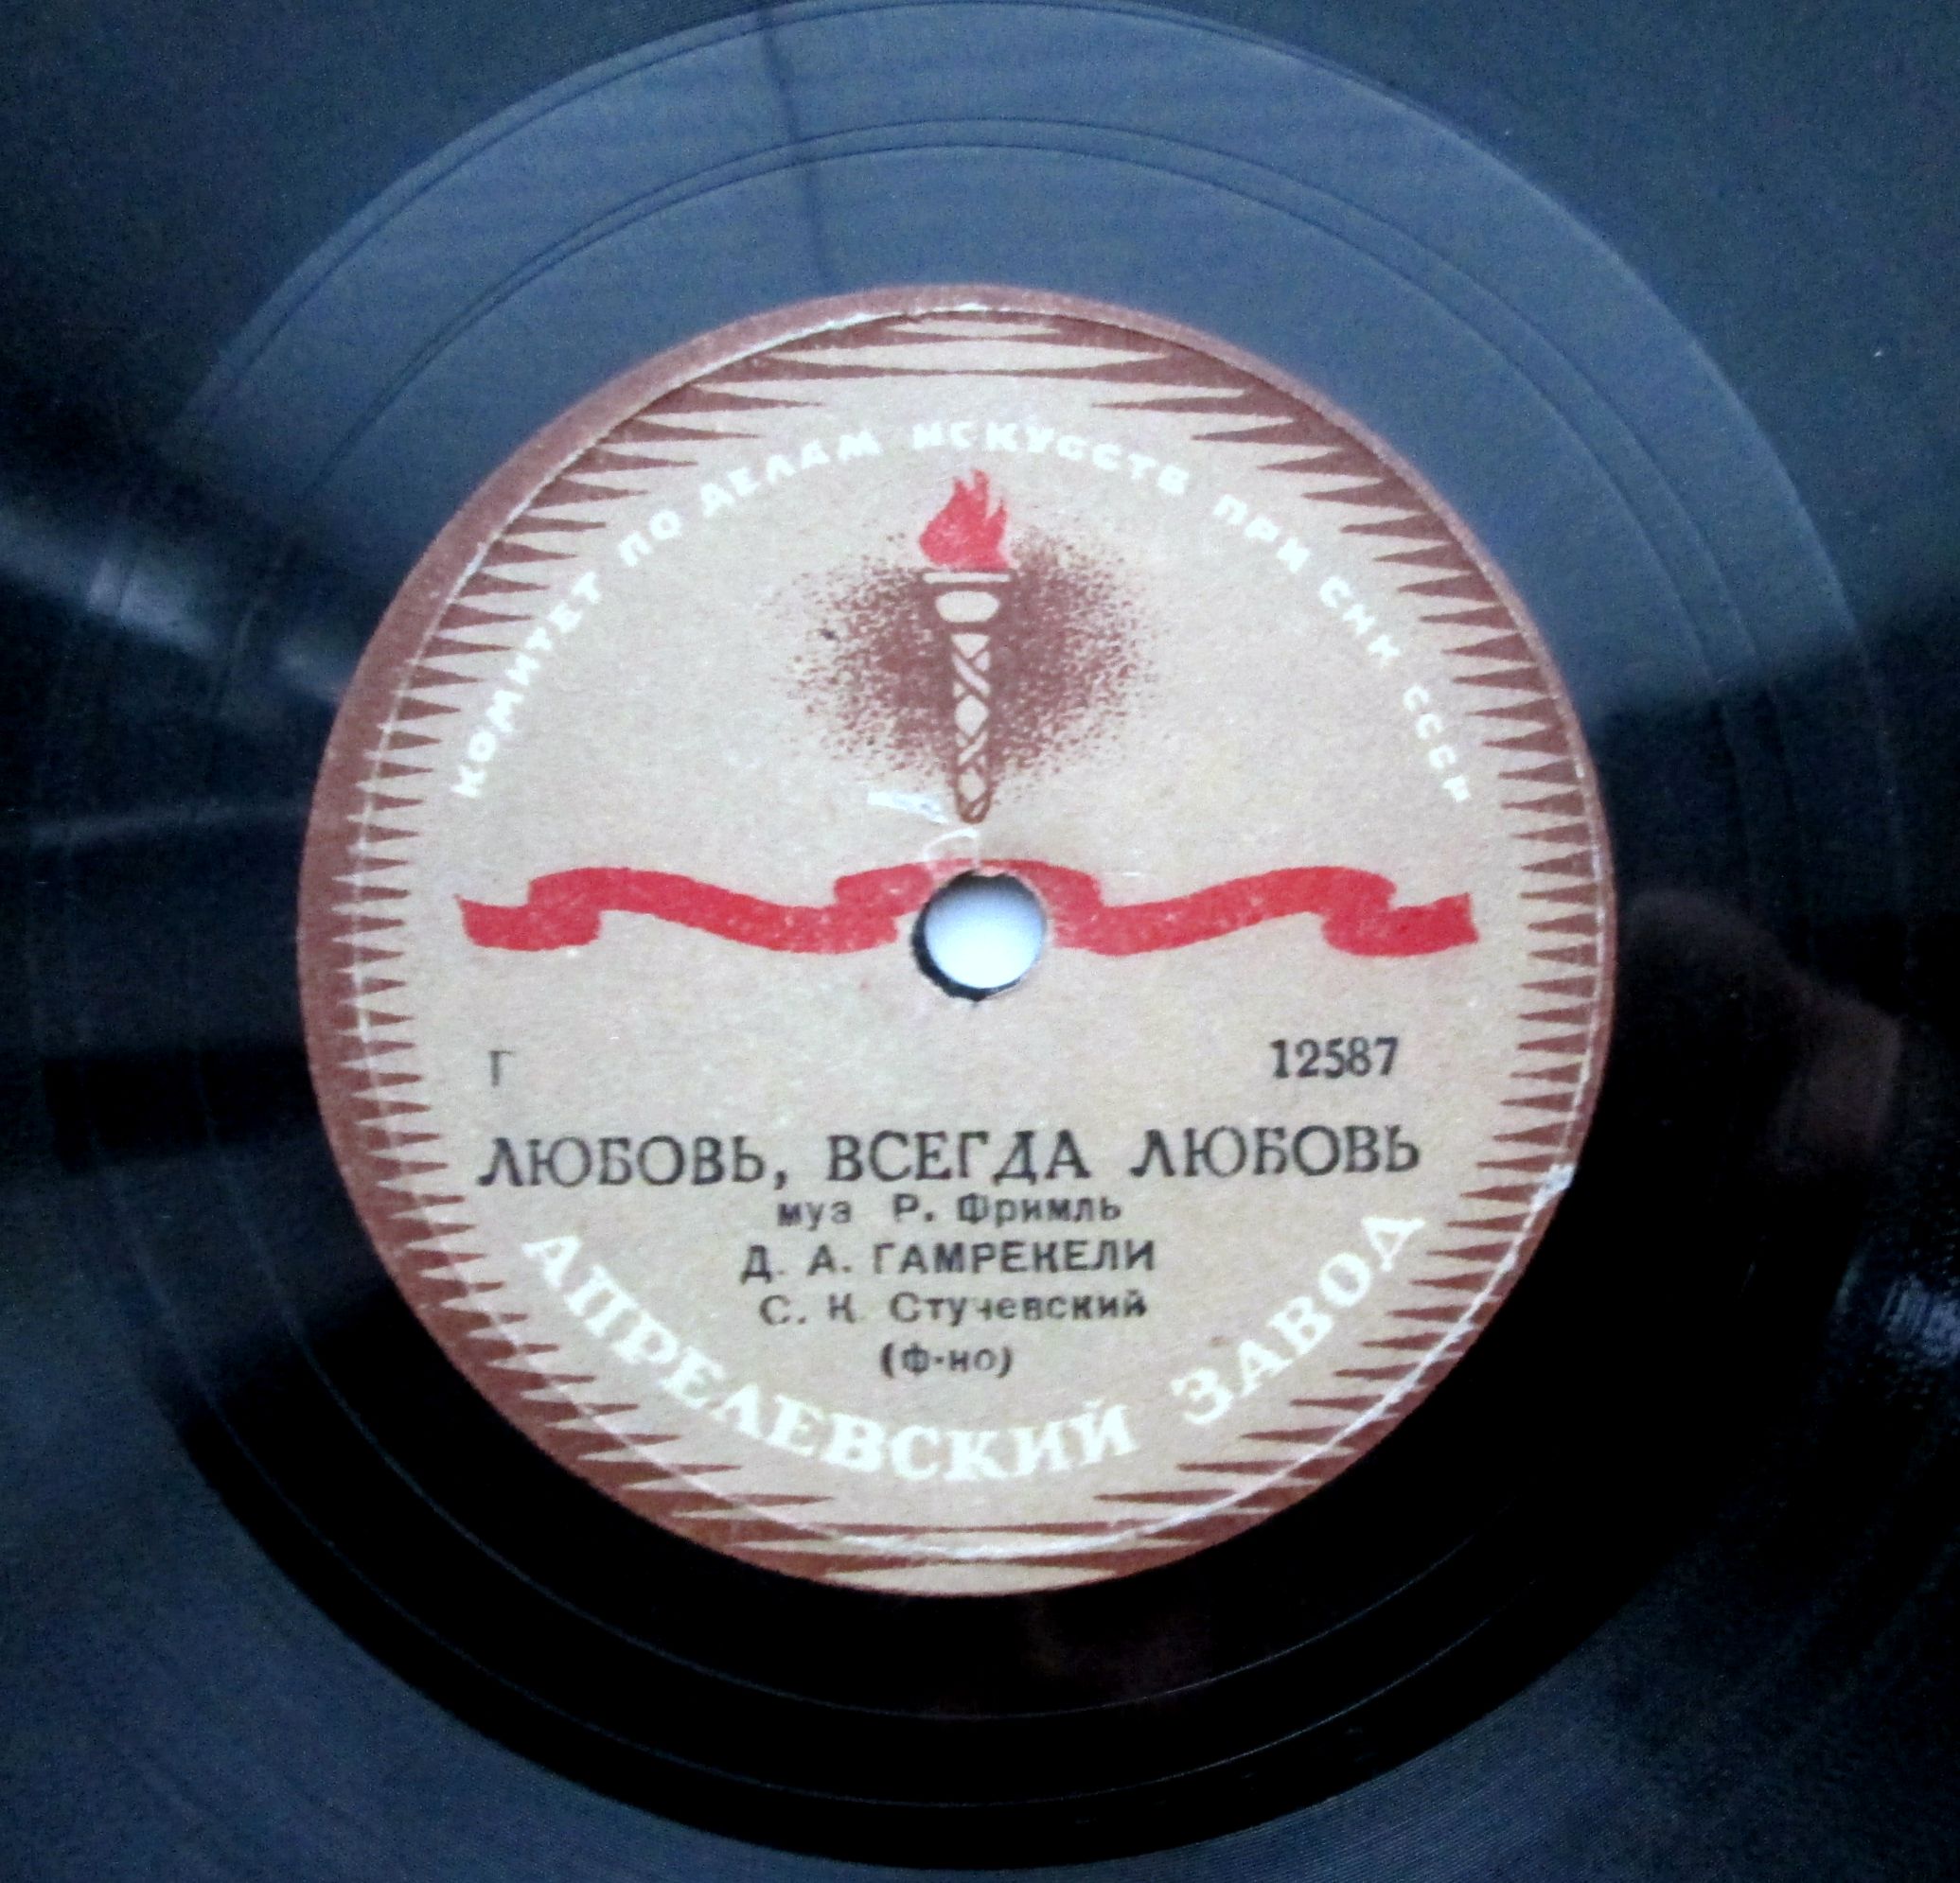 КОМИТЕТ ПО ДЕЛАМ ИСКУССТВ ПРИ СНК СССР
Г 12587
ЛЮБОВЬ, ВСЕГДА ЛЮБОВЬ
муз Р. Фримль
Д. А. ГАМРЕКЕЛИ
С. К. Стучевский
(Ф-но)
АПРЕЛЕВСКИЙ ЗАВОД